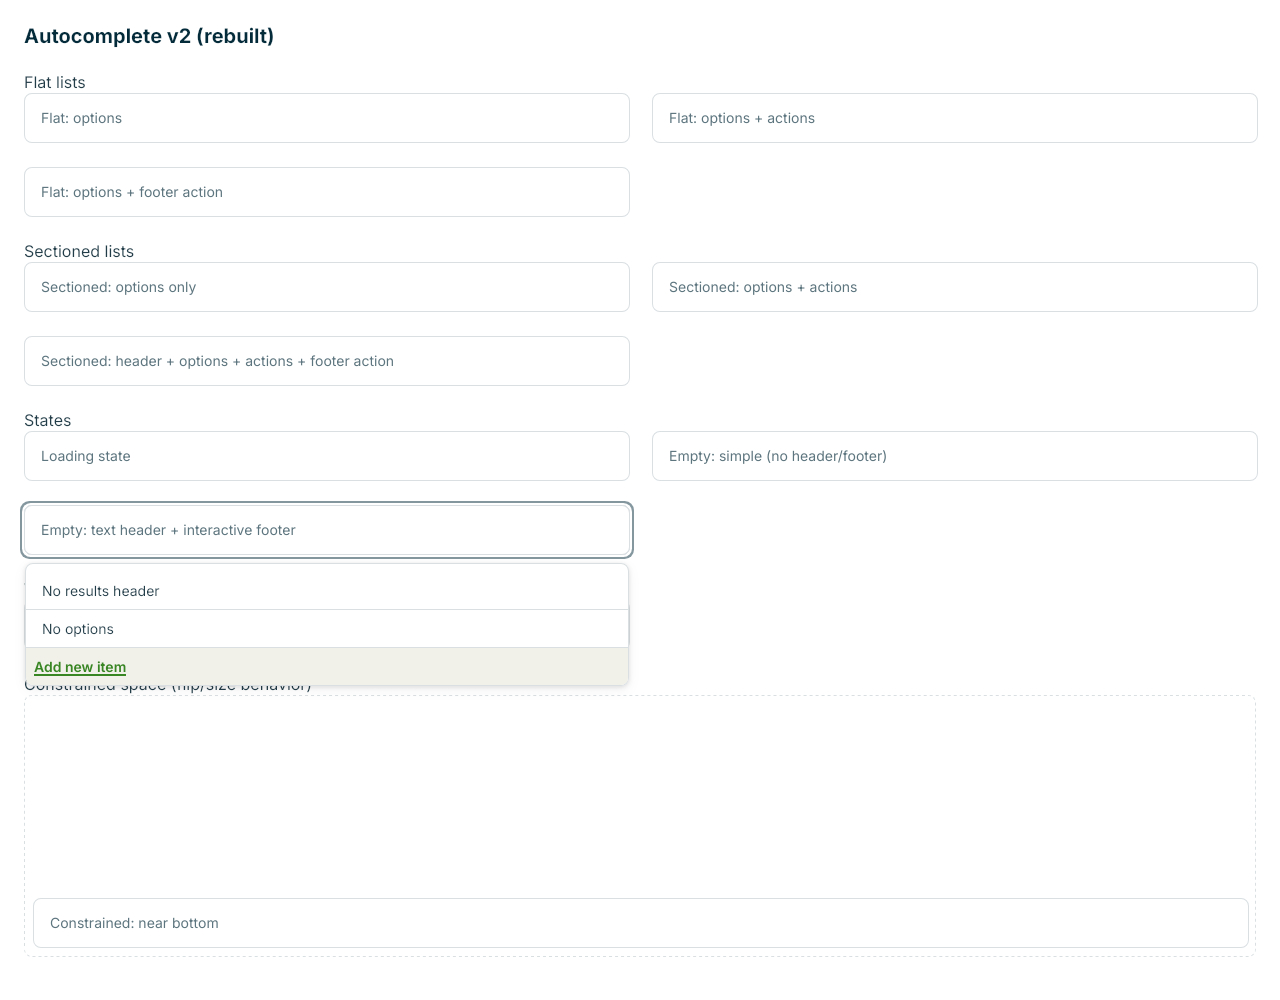 Autocomplete v2 (rebuilt)
Flat lists
Flat: options
Flat: options + actions
Flat: options + footer action
Sectioned lists
Sectioned: options only
Sectioned: options + actions
Sectioned: header + options + actions + footer action
States
Loading state
Empty: simple (no header/footer)
Empty: text header + interactive footer
No results header
No options
Add new item
Constrained space (flip/size behavior)
Constrained: near bottom